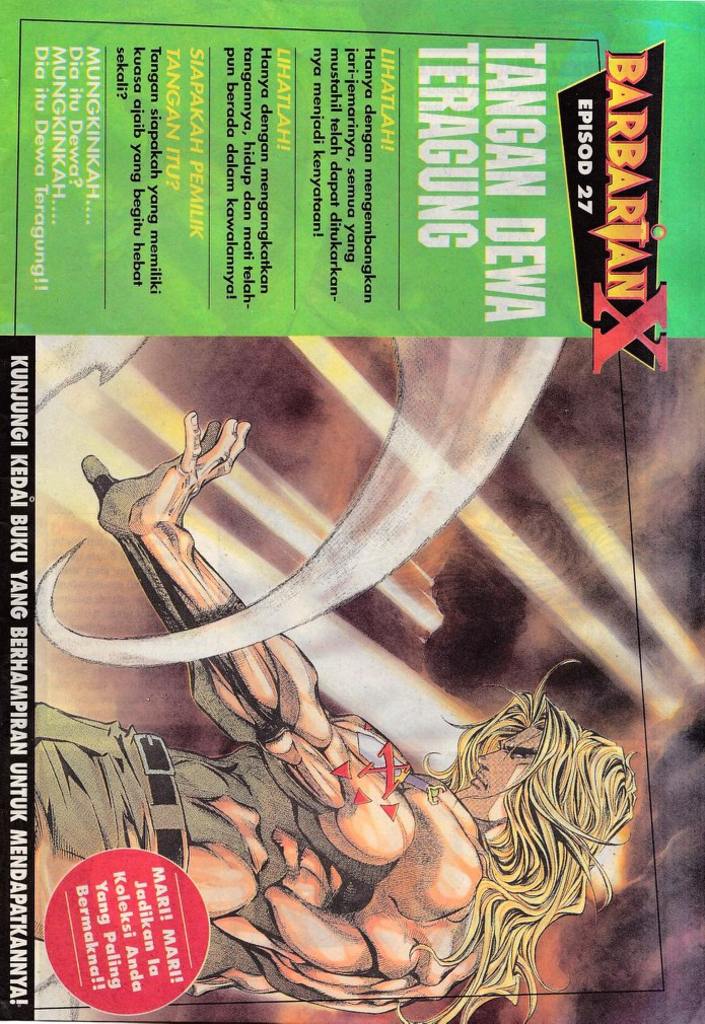 BARBARIAN X
EPISOD 27
TANGAN DEWA
TERAGUNG
LIHATLAH!
Hanya dengan mengembangkan
jari-jemarinya, semua yang
mustahil telah dapat ditukarkan-
nya menjadi kenyataan!
LIHATLAH!
Hanya dengan mengangkatkan
tangannya, hidup dan mati telah-
pun berada dalam kawalannya!
SIAPAKAH PEMILIK
TANGAN ITU?
Tangan siapakah yang memiliki
kuasa ajaib yang begitu hebat
sekali?
MUNGKINKAH....
Dia itu Dewa?
MUNGKINKAH....
Dia itu Dewa Teragung!!
MARI! MARI!!
Jadikan Ia
Koleksi Anda
Yang Paling
Bermakna!!
KUNJUNGI KEDAI BUKU YANG BERHAMPIRAN UNTUK MENDAPATKANNYA!